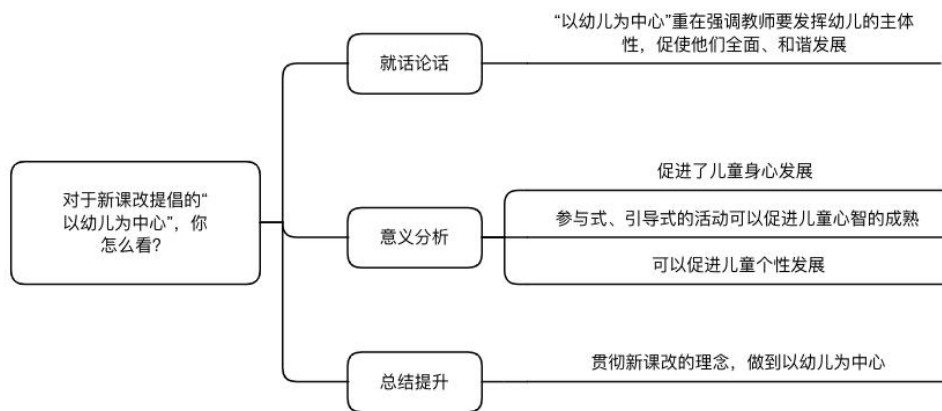 对于新课改提倡的“
以幼儿为中心”，你
怎么看?
就话论话
“以幼儿为中心”重在强调教师要发挥幼儿的主体
性，促使他们全面、和谐发展
意义分析
促进了儿童身心发展
参与式、引导式的活动可以促进儿童心智的成熟
可以促进儿童个性发展
总结提升
贯彻新课改的理念，做到以幼儿为中心